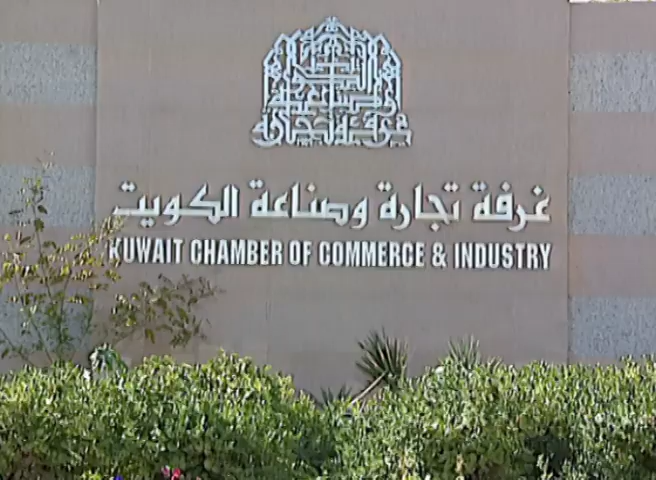 غرفة تجارة وصناعة الكويت
KUWAIT CHAMBER OF COMMERCE & INDUSTRY